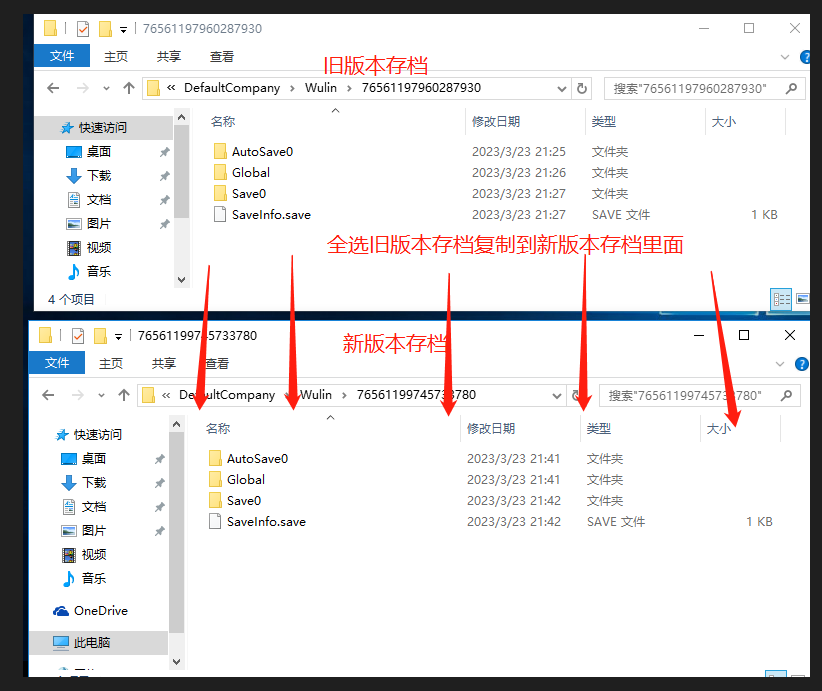 76561197960287930
文件 主页 共享 查看
旧版本存档
« DefaultCompany › Wulin › 76561197960287930
搜索"76561197960287930"
名称 修改日期 类型 大小
快速访问
桌面
下载
文档
图片
视频
音乐
AutoSave0 2023/3/23 21:25 文件夹
Global 2023/3/23 21:26 文件夹
Save0 2023/3/23 21:27 文件夹
SaveInfo.save 2023/3/23 21:27 SAVE 文件 1 KB
全选旧版本存档复制到新版本存档里面
4 个项目
76561199745733780
新版本存档
文件 主页 共享 查看
« DefaultCompany › Wulin › 76561199745733780
搜索"76561199745733780"
名称 修改日期 类型 大小
快速访问
桌面
下载
文档
图片
视频
音乐
OneDrive
此电脑
AutoSave0 2023/3/23 21:41 文件夹
Global 2023/3/23 21:41 文件夹
Save0 2023/3/23 21:42 文件夹
SaveInfo.save 2023/3/23 21:42 SAVE 文件 1 KB